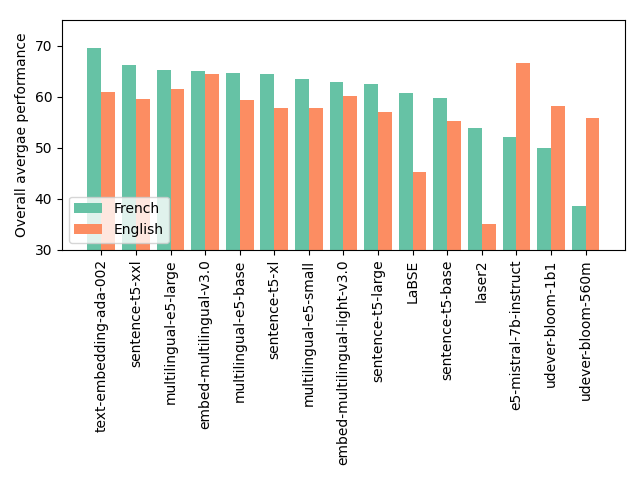 Overall avergae performance
70
60
50
40
30
French
English
text-embedding-ada-002
sentence-t5-xxl
multilingual-e5-large
embed-multilingual-v3.0
multilingual-e5-base
sentence-t5-xl
multilingual-e5-small
embed-multilingual-light-v3.0
sentence-t5-large
LaBSE
sentence-t5-base
laser2
e5-mistral-7b-instruct
udever-bloom-1b1
udever-bloom-560m